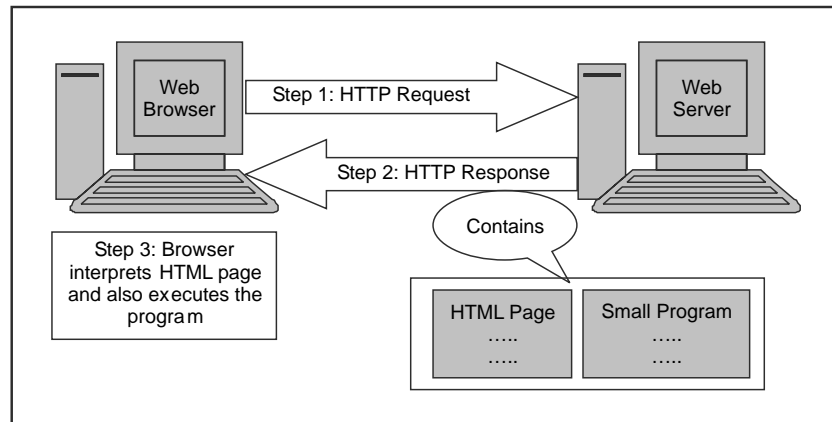 Web
Browser
Step 1: HTTP Request
Web
Server
Step 2: HTTP Response
Contains
Step 3: Browser
interprets HTML page
and also executes the
program
HTML Page
.....
.....
Small Program
.....
.....